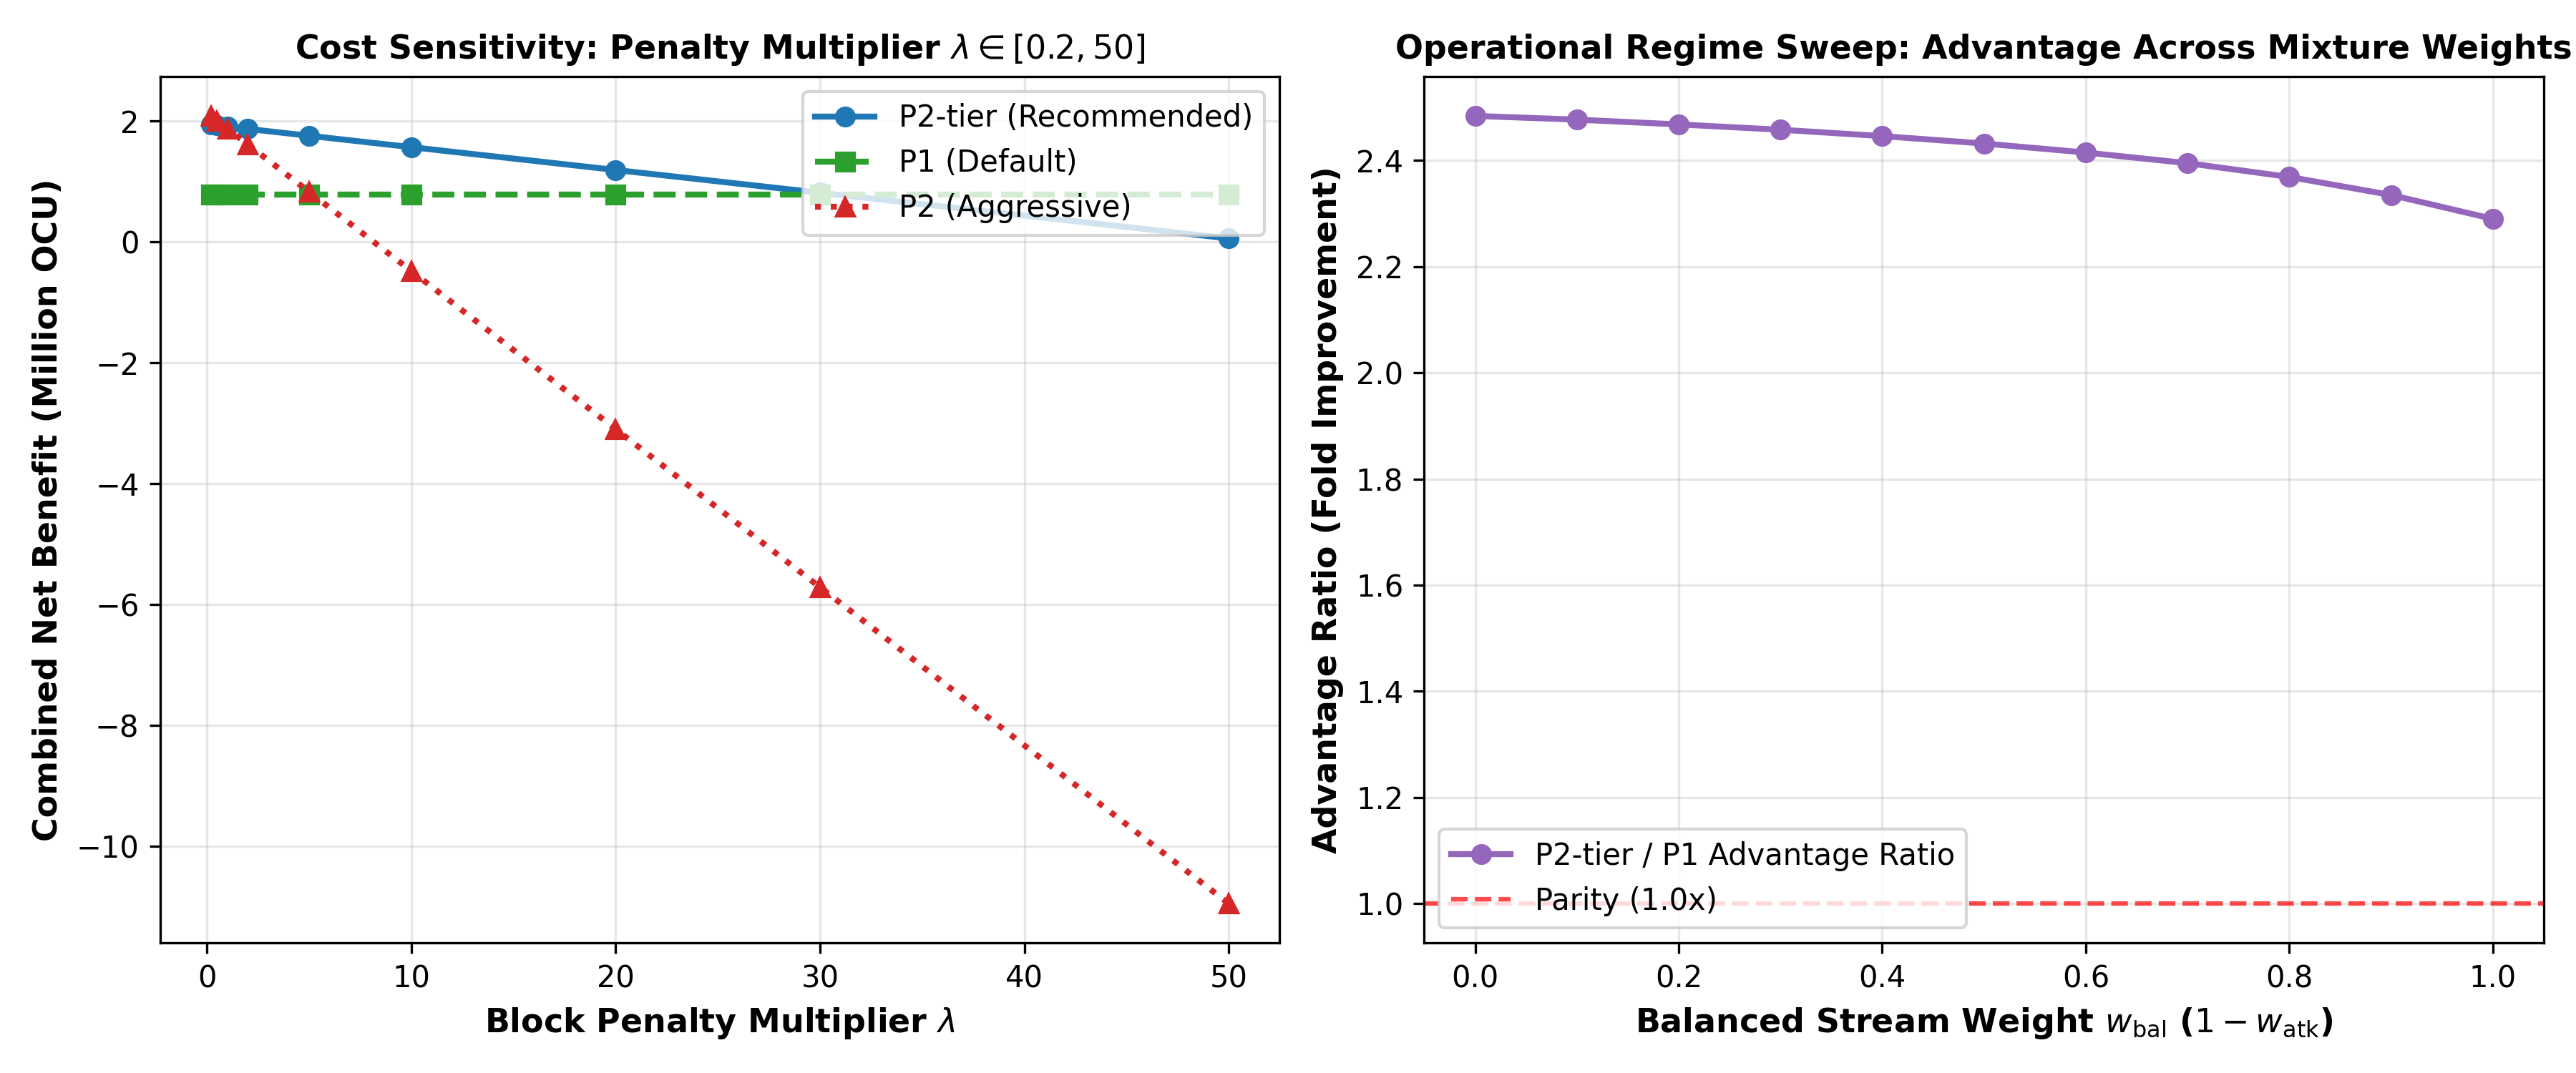 Cost Sensitivity: Penalty Multiplier λ ∈ [0.2, 50]
Combined Net Benefit (Million OCU)
2
0
−2
−4
−6
−8
−10
P2-tier (Recommended)
P1 (Default)
P2 (Aggressive)
0 10 20 30 40 50
Block Penalty Multiplier λ
Operational Regime Sweep: Advantage Across Mixture Weights
Advantage Ratio (Fold Improvement)
2.4
2.2
2.0
1.8
1.6
1.4
1.2
1.0
P2-tier / P1 Advantage Ratio
Parity (1.0x)
0.0 0.2 0.4 0.6 0.8 1.0
Balanced Stream Weight w_bal (1 − w_atk)